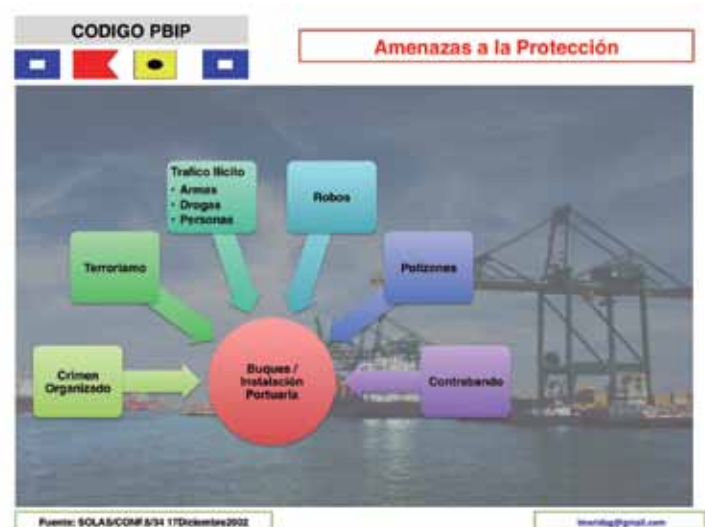 CODIGO PBIP
Amenazas a la Protección
Trafico Ilicito
• Armas
• Drogas
• Personas
Robos
Terrorismo
Polizones
Crimen
Organizado
Buques /
Instalación
Portuaria
Contrabando
Fuente: SOLAS/CONF.5/34 17Diciembre2002